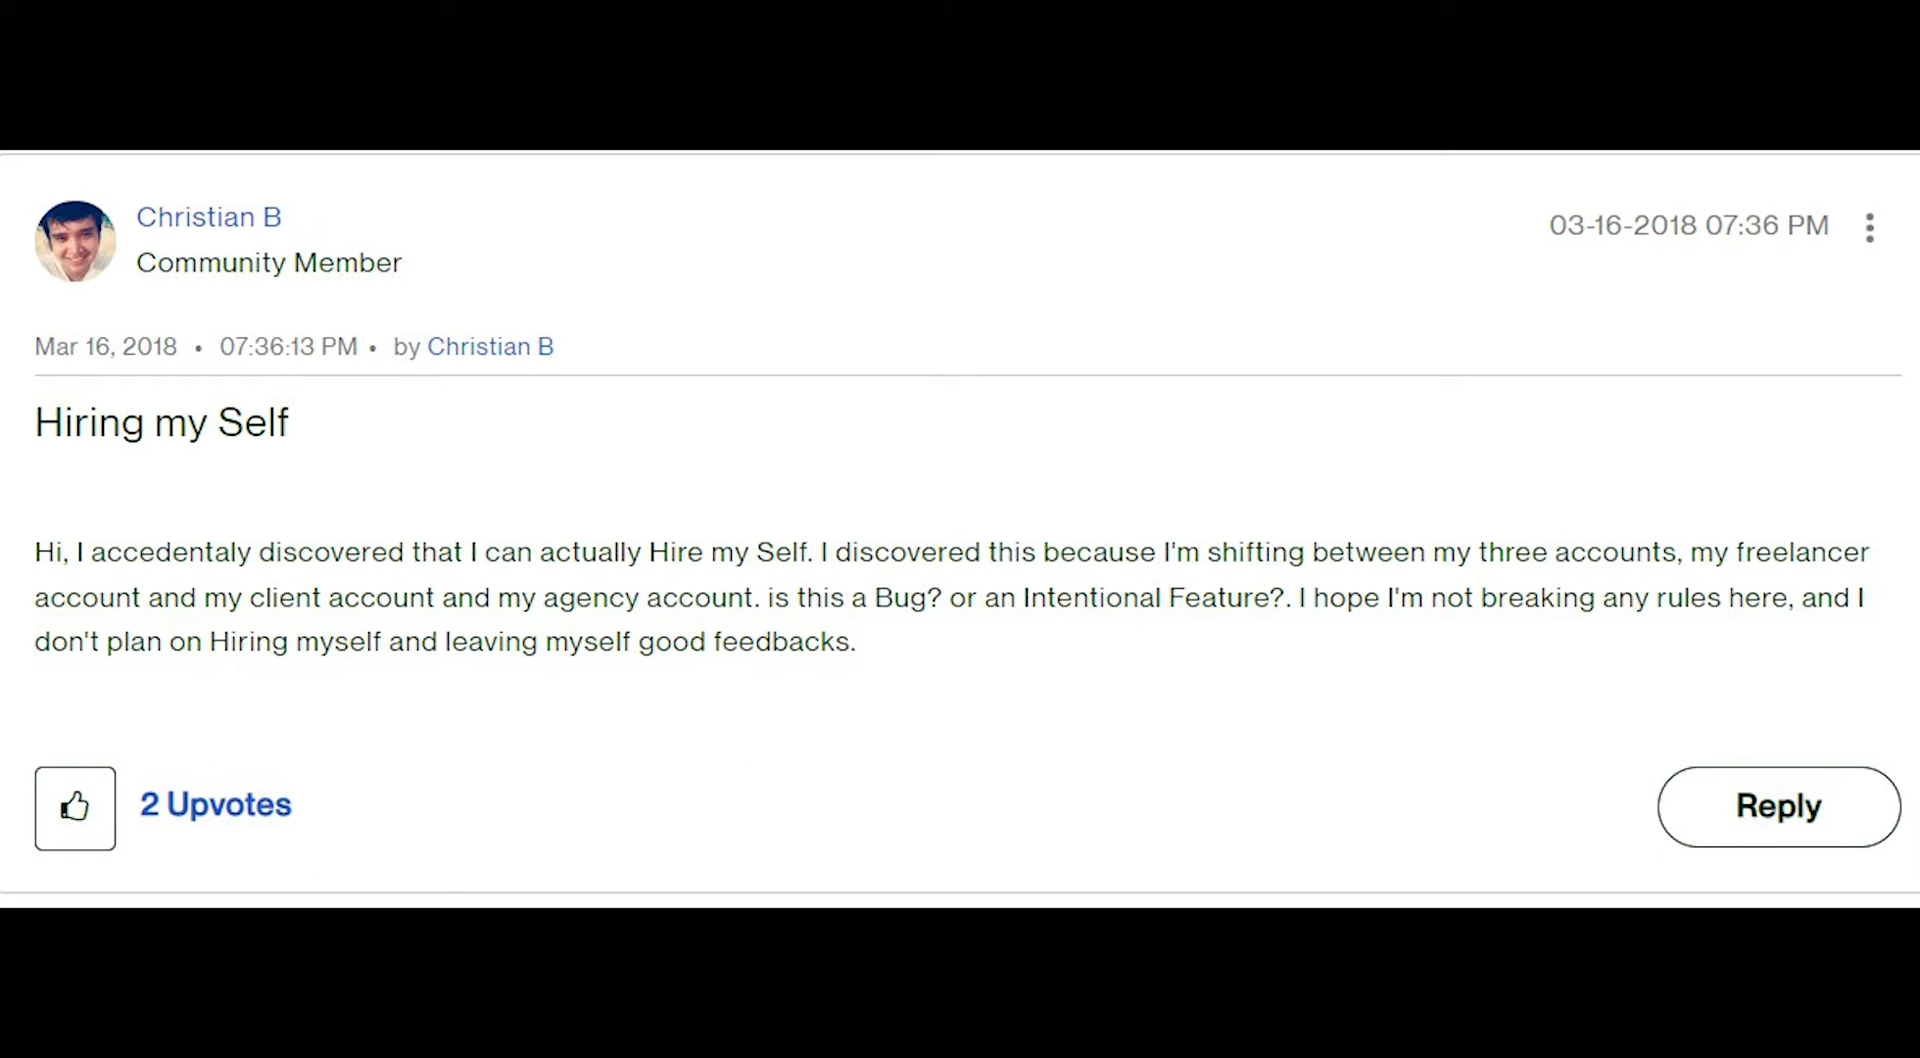 Christian B
03-16-2018 07:36 PM
Community Member
Mar 16, 2018 • 07:36:13 PM • by Christian B
Hiring my Self
Hi, I accedentaly discovered that I can actually Hire my Self. I discovered this because I'm shifting between my three accounts, my freelancer
account and my client account and my agency account. is this a Bug? or an Intentional Feature?. I hope I'm not breaking any rules here, and I
don't plan on Hiring myself and leaving myself good feedbacks.
2 Upvotes
Reply